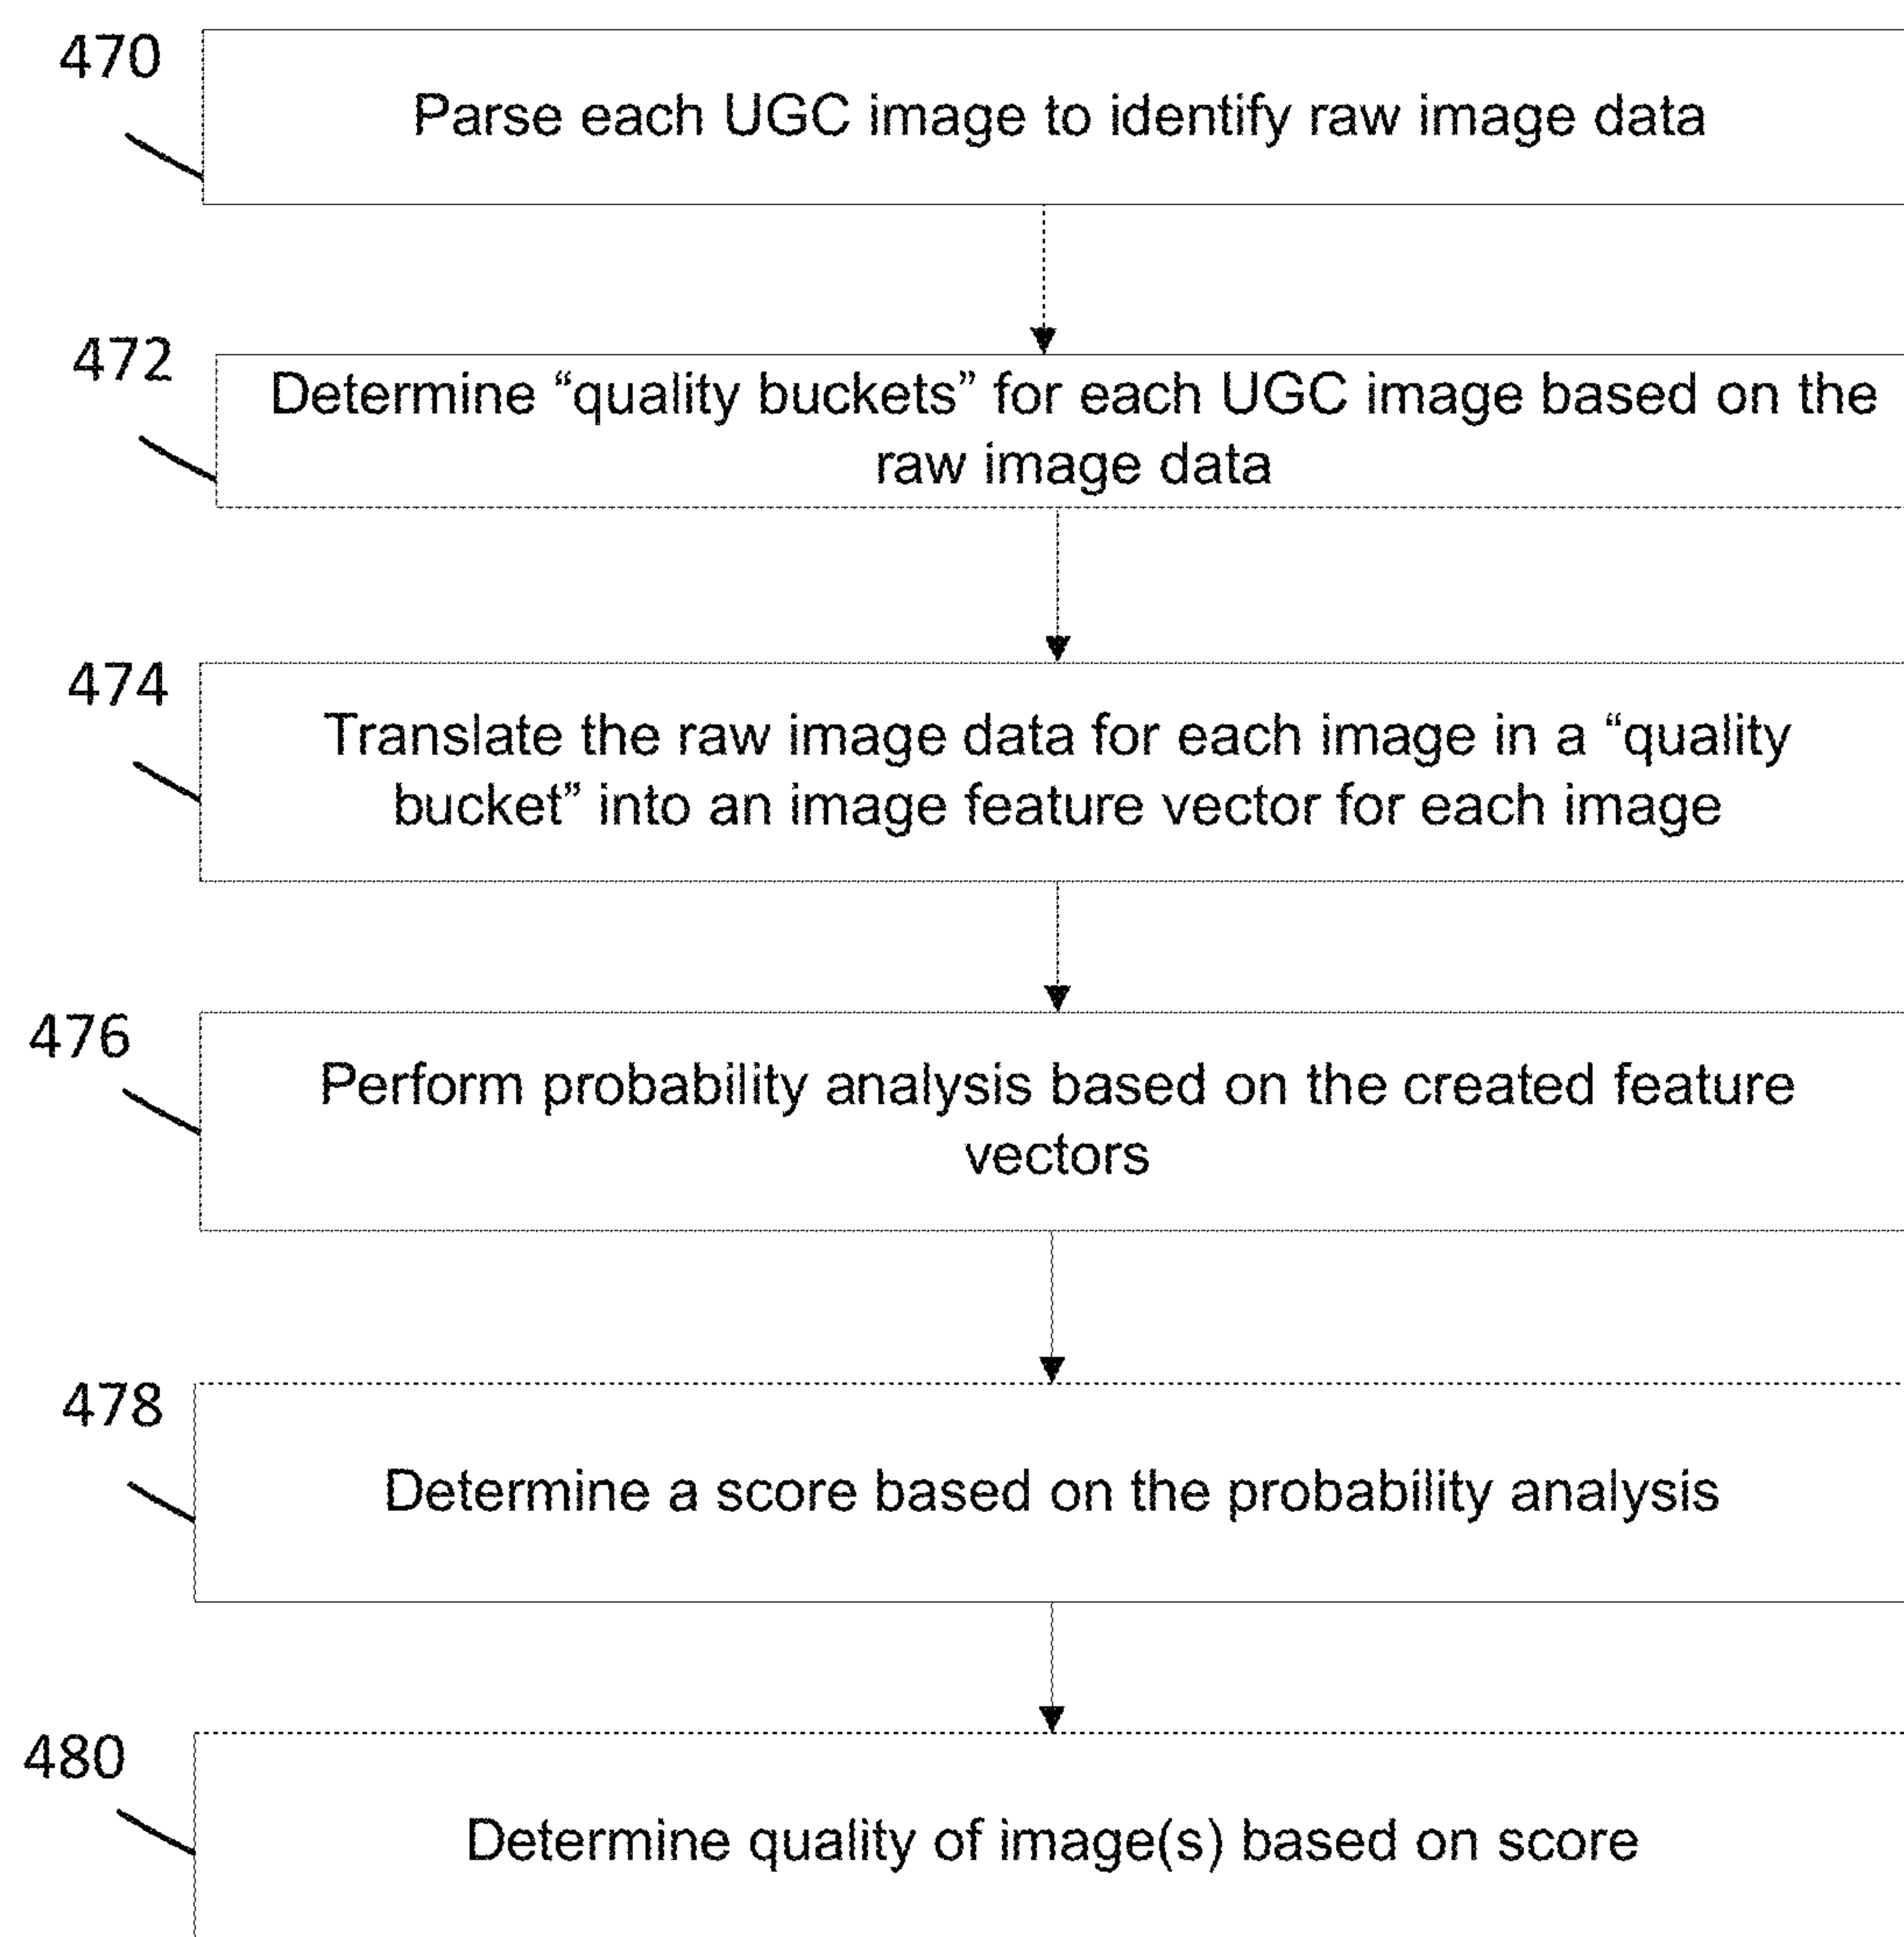 470
Parse each UGC image to identify raw image data
472
Determine “quality buckets” for each UGC image based on the
raw image data
474
Translate the raw image data for each image in a “quality
bucket” into an image feature vector for each image
476
Perform probability analysis based on the created feature
vectors
478
Determine a score based on the probability analysis
480
Determine quality of image(s) based on score